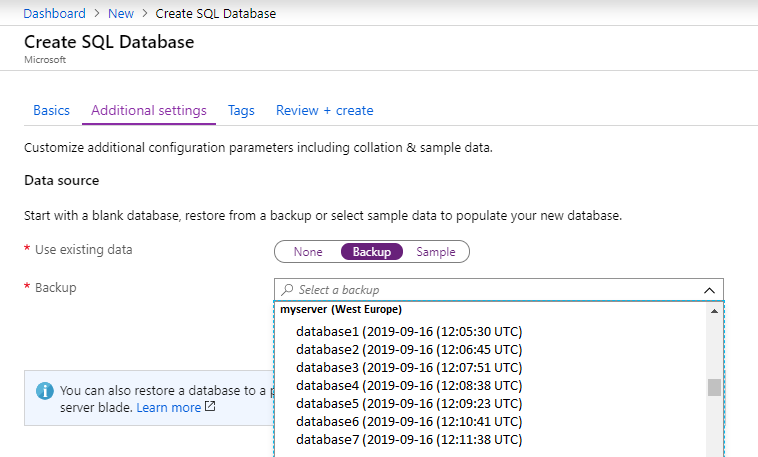 Dashboard > New > Create SQL Database
Create SQL Database
Microsoft
Basics Additional settings Tags Review + create
Customize additional configuration parameters including collation & sample data.
Data source
Start with a blank database, restore from a backup or select sample data to populate your new database.
* Use existing data None Backup Sample
* Backup Select a backup
myserver (West Europe)
database1 (2019-09-16 (12:05:30 UTC)
database2 (2019-09-16 (12:06:45 UTC)
database3 (2019-09-16 (12:07:51 UTC)
database4 (2019-09-16 (12:08:38 UTC)
database5 (2019-09-16 (12:09:23 UTC)
database6 (2019-09-16 (12:10:41 UTC)
database7 (2019-09-16 (12:11:38 UTC)
You can also restore a database to a
server blade. Learn more